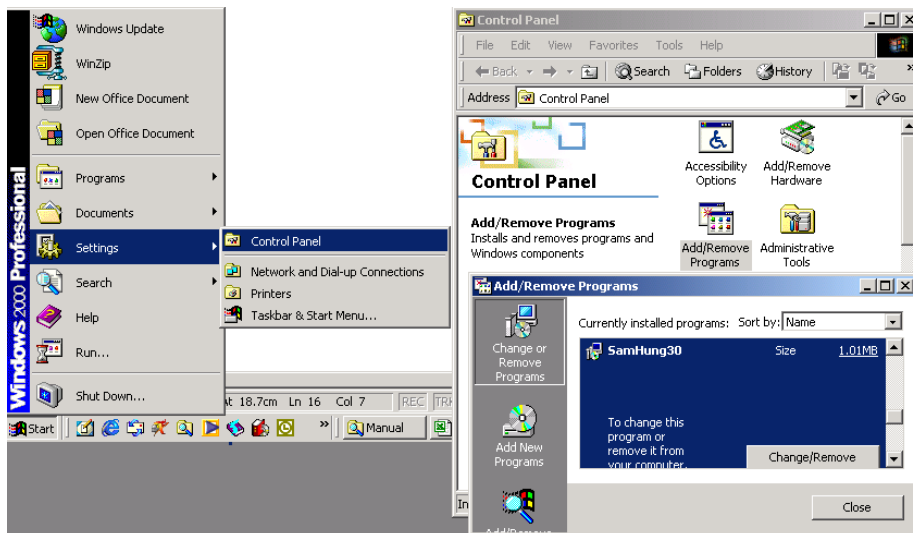 Windows 2000 Professional
Windows Update
WinZip
New Office Document
Open Office Document
Programs
Documents
Settings
Search
Help
Run...
Shut Down...
Control Panel
Network and Dial-up Connections
Printers
Taskbar & Start Menu...
At 18.7cm Ln 16 Col 7 REC
Start
» Manual
Control Panel
File Edit View Favorites Tools Help
Back Search Folders History »
Address Control Panel Go
Control Panel
Add/Remove Programs
Installs and removes programs and
Windows components
Accessibility
Options
Add/Remove
Hardware
Add/Remove
Programs
Administrative
Tools
Add/Remove Programs
Change or
Remove
Programs
Add New
Programs
Currently installed programs: Sort by: Name
SamHung30 Size 1.01MB
To change this
program or
remove it from
your computer,
Change/Remove
Close